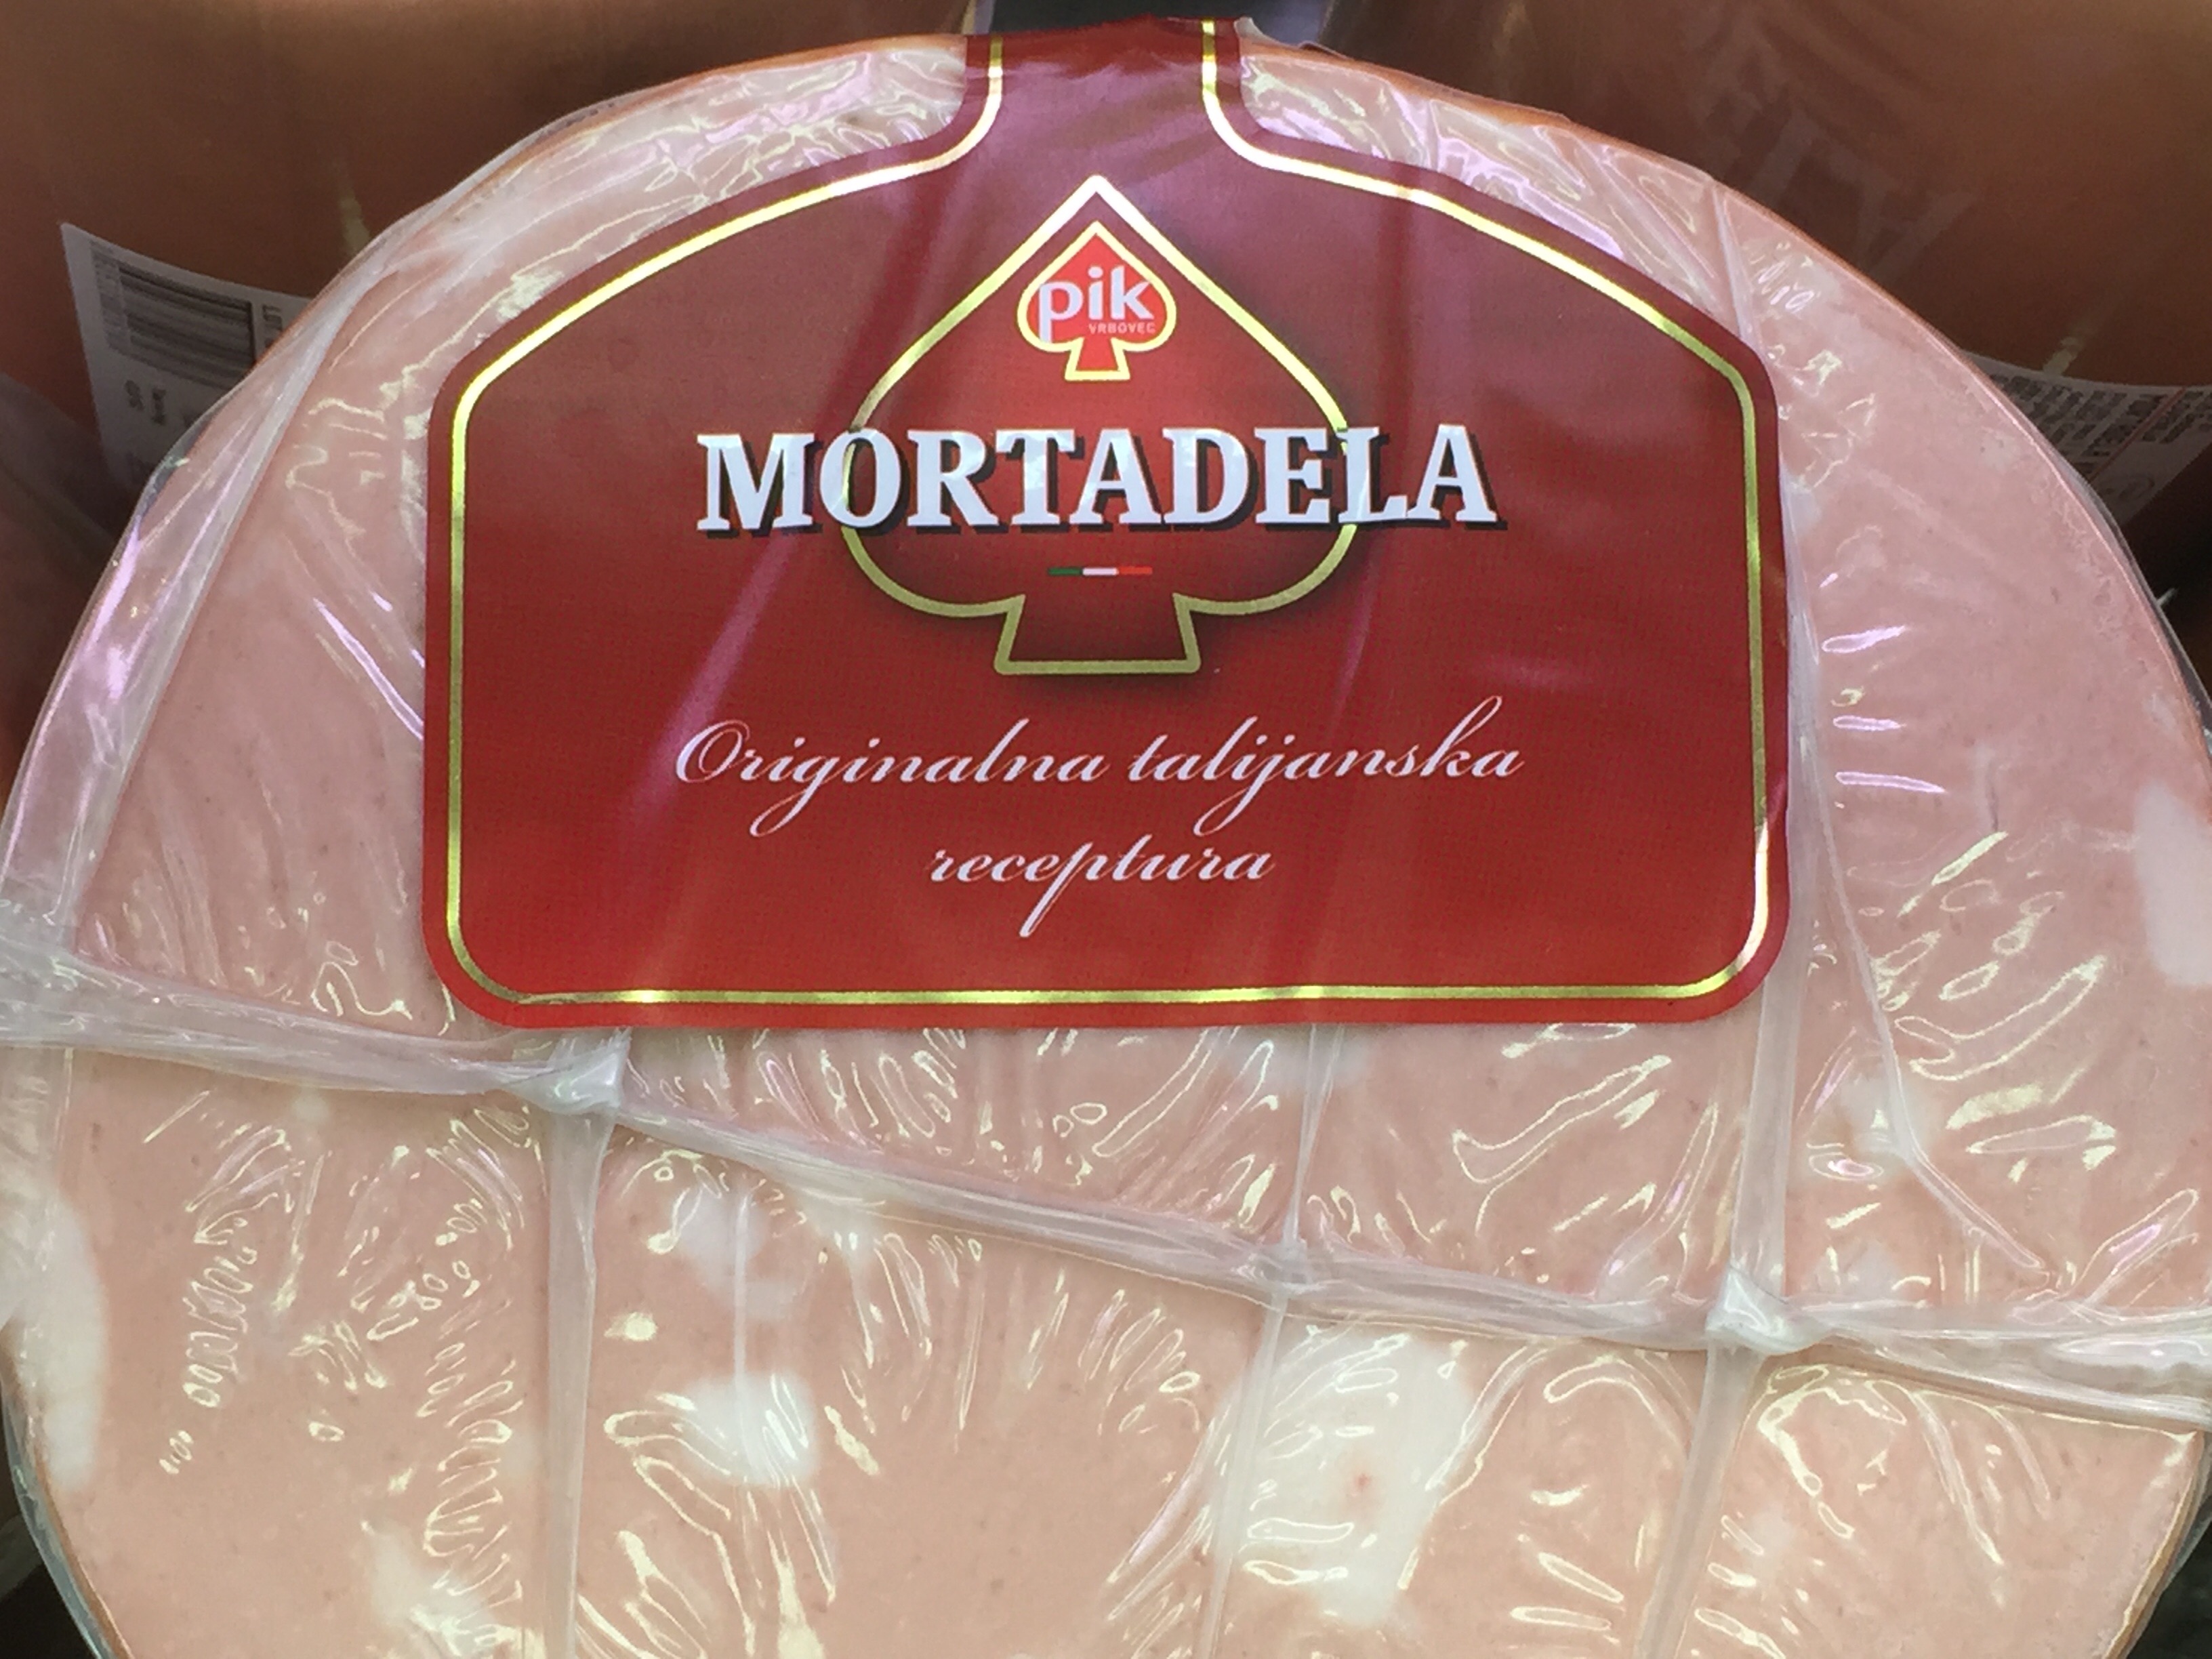 pik
VRBOVEC
MORTADELA
Originalna talijanska
receptura